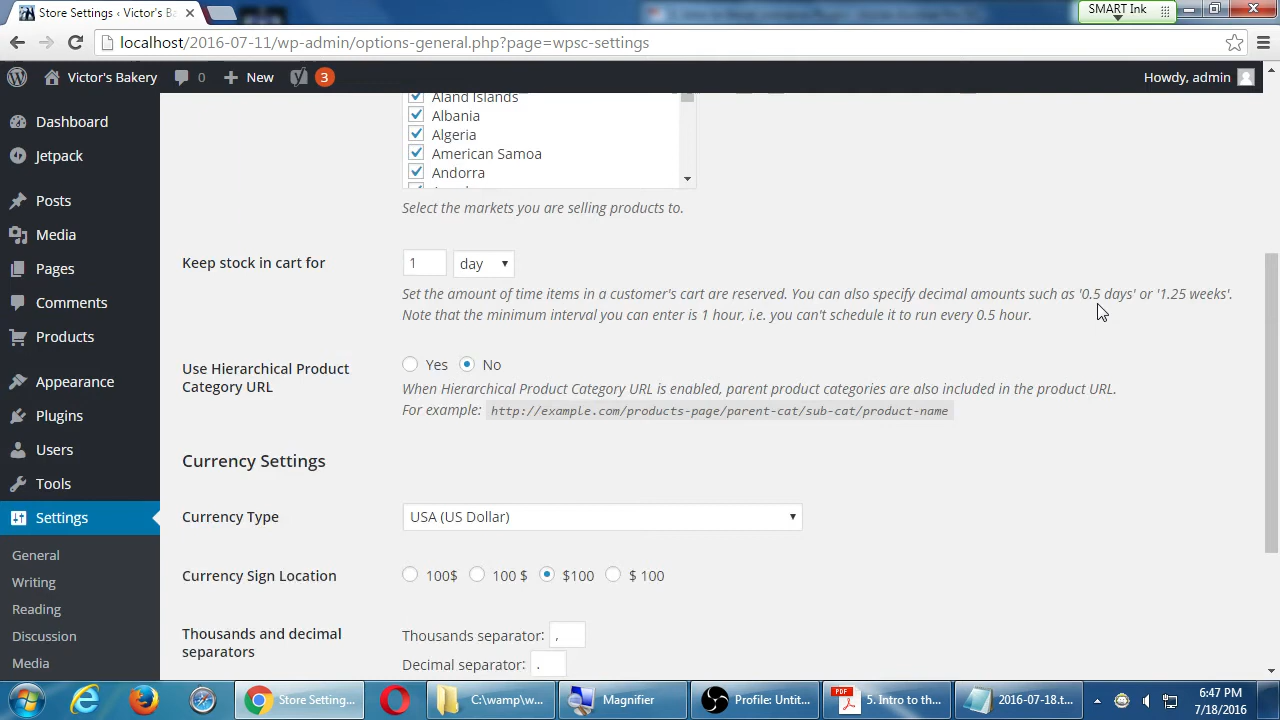 Store Settings ‹ Victor's Ba
SMART Ink
localhost/2016-07-11/wp-admin/options-general.php?page=wpsc-settings
Victor's Bakery
0
New
3
Howdy, admin
Dashboard
Jetpack
Posts
Media
Pages
Comments
Products
Appearance
Plugins
Users
Tools
Settings
General
Writing
Reading
Discussion
Media
Aland Islands
Albania
Algeria
American Samoa
Andorra
Select the markets you are selling products to.
Keep stock in cart for
1
day
Set the amount of time items in a customer's cart are reserved. You can also specify decimal amounts such as '0.5 days' or '1.25 weeks'.
Note that the minimum interval you can enter is 1 hour, i.e. you can't schedule it to run every 0.5 hour.
Use Hierarchical Product
Category URL
Yes
No
When Hierarchical Product Category URL is enabled, parent product categories are also included in the product URL.
For example: http://example.com/products-page/parent-cat/sub-cat/product-name
Currency Settings
Currency Type
USA (US Dollar)
Currency Sign Location
100$
100 $
$100
$ 100
Thousands and decimal
separators
Thousands separator: ,
Decimal separator: .
Store Setting...
C:\wamp\w...
Magnifier
Profile: Untit...
PDF
5. Intro to th...
2016-07-18.t...
6:47 PM
7/18/2016